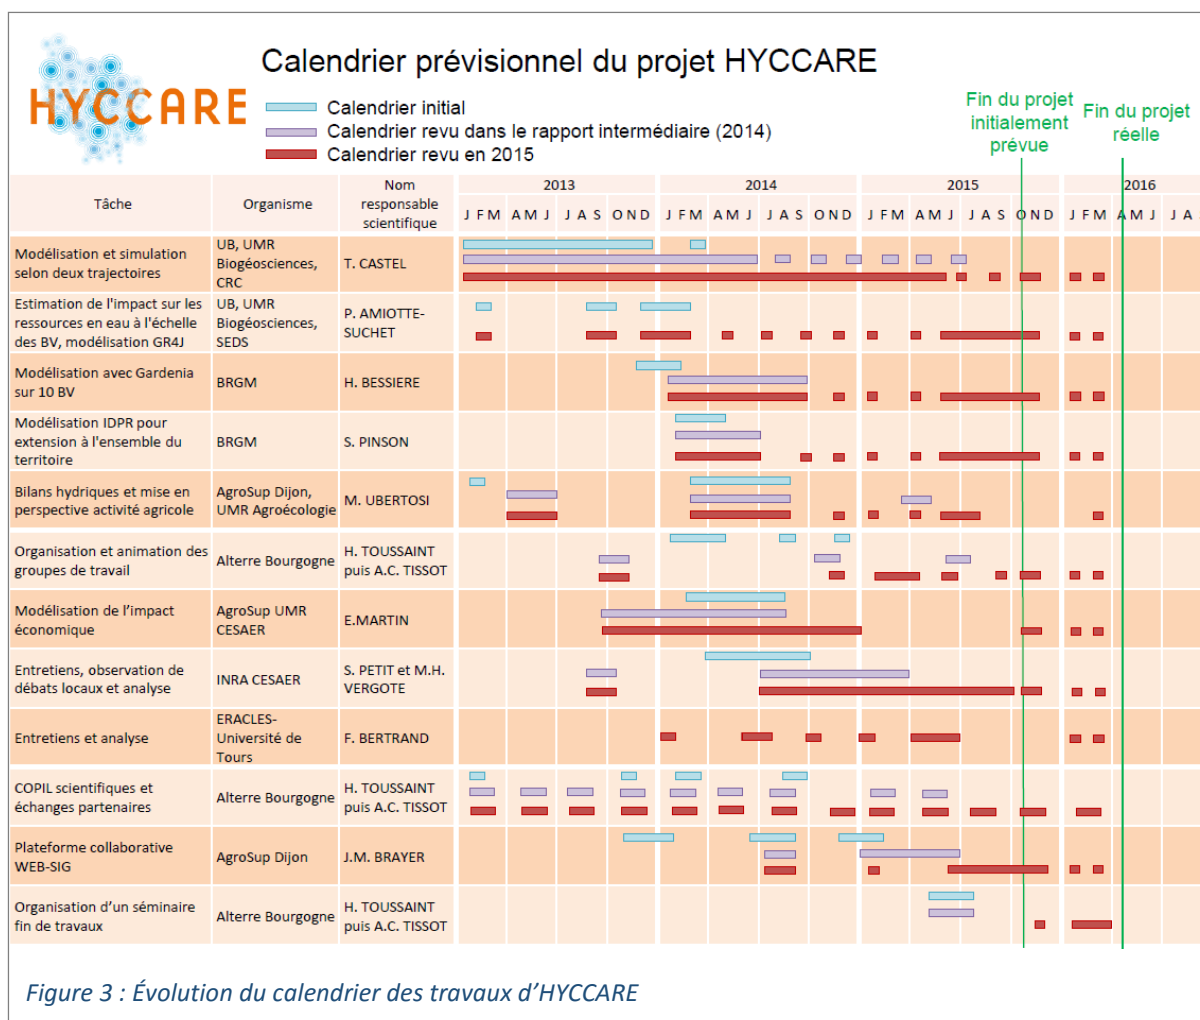 HYCCARE
Calendrier prévisionnel du projet HYCCARE
Calendrier initial
Calendrier revu dans le rapport intermédiaire (2014)
Calendrier revu en 2015
Fin du projet
initialement
prévue
Fin du projet
réelle
Tâche
Organisme
Nom
responsable
scientifique
2013
2014
2015
2016
J F M A M J J A S O N D J F M A M J J A S O N D J F M A M J J A S O N D J F M A M J J A S
Modélisation et simulation
selon deux trajectoires
UB, UMR
Biogéosciences,
CRC
T. CASTEL
Estimation de l'impact sur les
ressources en eau à l'échelle
des BV, modélisation GR4J
UB, UMR
Biogéosciences,
SEDS
P. AMIOTTE-
SUCHET
Modélisation avec Gardenia
sur 10 BV
BRGM
H. BESSIERE
Modélisation IDPR pour
extension à l'ensemble du
territoire
BRGM
S. PINSON
Bilans hydriques et mise en
perspective activité agricole
AgroSup Dijon,
UMR Agroécologie
M. UBERTOSI
Organisation et animation des
groupes de travail
Alterre Bourgogne
H. TOUSSAINT
puis A.C. TISSOT
Modélisation de l’impact
économique
AgroSup UMR
CESAER
E.MARTIN
Entretiens, observation de
débats locaux et analyse
INRA CESAER
S. PETIT et M.H.
VERGOTE
Entretiens et analyse
ERACLES-
Université de
Tours
F. BERTRAND
COPIL scientifiques et
échanges partenaires
Alterre Bourgogne
H. TOUSSAINT
puis A.C. TISSOT
Plateforme collaborative
WEB-SIG
AgroSup Dijon
J.M. BRAYER
Organisation d’un séminaire
fin de travaux
Alterre Bourgogne
H. TOUSSAINT
puis A.C. TISSOT
Figure 3 : Évolution du calendrier des travaux d’HYCCARE